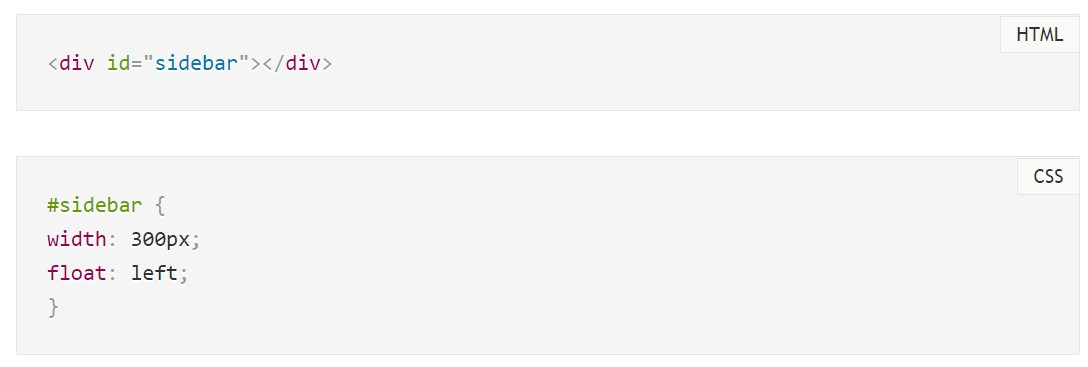 HTML
<div id="sidebar"></div>
CSS
#sidebar {
width: 300px;
float: left;
}